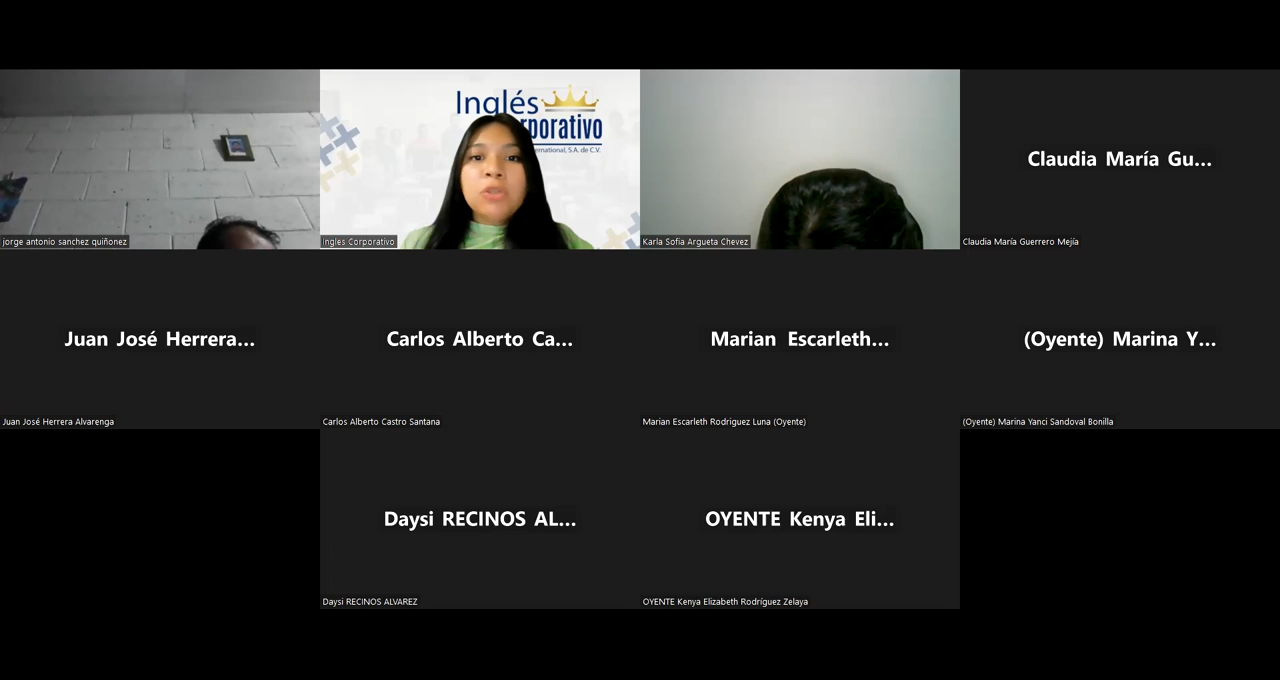 Inglés
rporativo
ernational, S.A. de C.V.
jorge antonio sanchez quiñonez
Ingles Corporativo
Karla Sofia Argueta Chevez
Claudia María Gu...
Claudia María Guerrero Mejía
Juan José Herrera...
Carlos Alberto Ca...
Marian Escarleth...
(Oyente) Marina Y...
Juan José Herrera Alvarenga
Carlos Alberto Castro Santana
Marian Escarleth Rodriguez Luna (Oyente)
(Oyente) Marina Yanci Sandoval Bonilla
Daysi RECINOS AL...
OYENTE Kenya Eli...
Daysi RECINOS ALVAREZ
OYENTE Kenya Elizabeth Rodríguez Zelaya